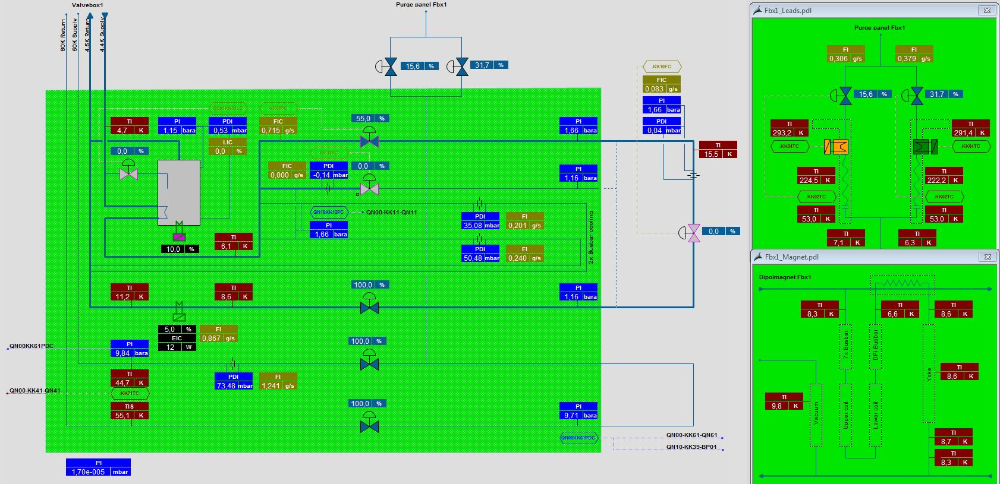 Valvebox1
80K Return
50K Supply
4.5K Return
4.4K Supply
Purge panel Fbx1
15,6 %
31,7 %
.KK10FC
FIC
0,083 g/s
PI
1,66 bara
PDI
0,04 mbar
TI
4,7 K
PI
1,15 bara
PDI
0,53 mbar
FIC
0,715 g/s
55,0 %
PI
1,66 bara
TI
15,5 K
LIC
0,0 %
0,0 %
FIC
0,000 g/s
PDI
-0,14 mbar
0,0 %
PI
1,16 bara
QN10KK12PC
QN00-KK11-QN11
PI
1,66 bara
PDI
35,08 mbar
FI
0,201 g/s
PDI
50,48 mbar
FI
0,240 g/s
2x Busbar cooling
0,0 %
TI
6,1 K
10,0 %
TI
11,2 K
TI
8,6 K
100,0 %
PI
1,16 bara
5,0 %
EIC
12 W
FI
0,867 g/s
QN00KK61PDC
PI
9,84 bara
100,0 %
TI
44,7 K
PDI
73,48 mbar
FI
1,241 g/s
QN00-KK41-QN41
.KK71TC
TIS
55,1 K
100,0 %
PI
9,71 bara
QN00KK61PDC
QN00-KK61-QN61
QN10-KK39-BP01
PI
1,70e-005 mbar
Fbx1_Leads.pdl
Purge panel Fbx1
FI
0,306 g/s
FI
0,379 g/s
15,6 %
31,7 %
TI
293,2 K
TI
291,4 K
.KK04TC
.KK04TC
TI
224,5 K
TI
222,2 K
.KK02TC
.KK02TC
TI
53,0 K
TI
53,0 K
TI
7,1 K
TI
6,3 K
Fbx1_Magnet.pdl
Dipolmagnet Fbx1
TI
8,3 K
TI
6,6 K
TI
8,6 K
7x Busbar
DPi Busbar
Yoke
TI
8,6 K
TI
9,8 K
Vacuum
Upper coil
Lower coil
TI
8,7 K
TI
8,3 K